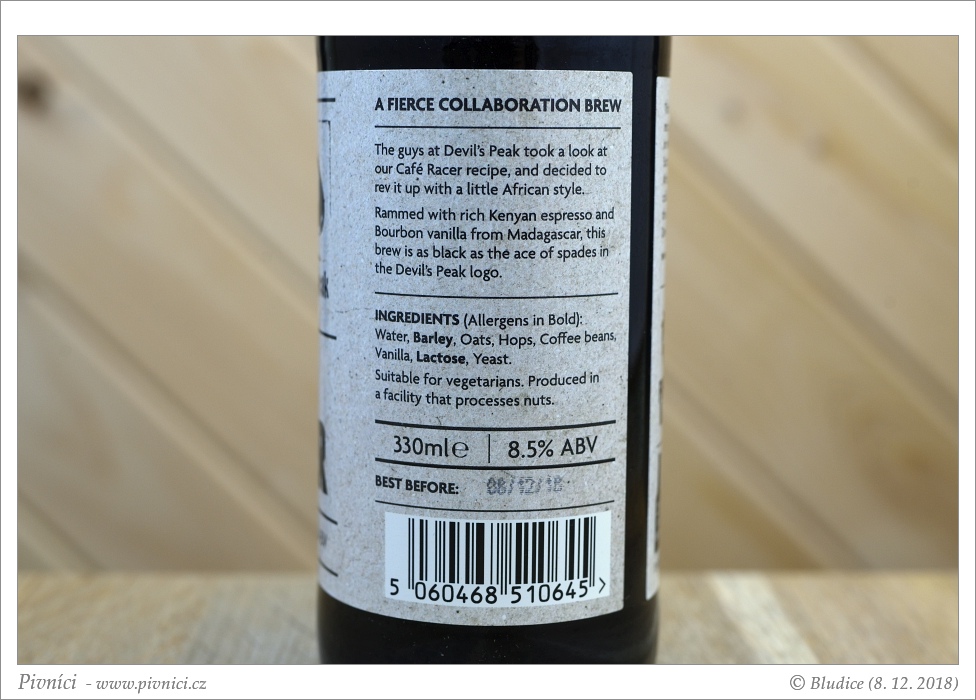 A FIERCE COLLABORATION BREW
The guys at Devil's Peak took a look at
our Café Racer recipe, and decided to
rev it up with a little African style.
Rammed with rich Kenyan espresso and
Bourbon vanilla from Madagascar, this
brew is as black as the ace of spades in
the Devil's Peak logo.
INGREDIENTS (Allergens in Bold):
Water, Barley, Oats, Hops, Coffee beans,
Vanilla, Lactose, Yeast.
Suitable for vegetarians. Produced in
a facility that processes nuts.
330ml℮ | 8.5% ABV
BEST BEFORE: 08/12/18
5 060468 510645 >
Pivníci - www.pivnici.cz
© Bludice (8. 12. 2018)